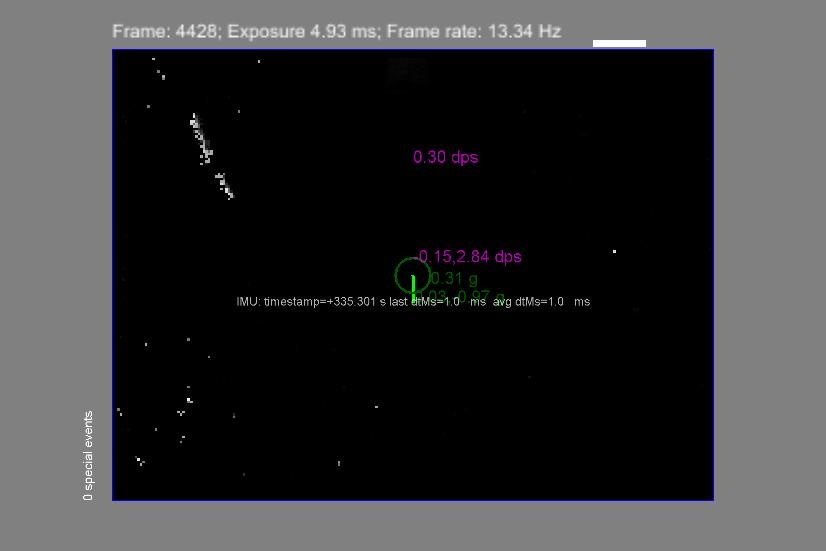 Frame: 4428; Exposure 4.93 ms; Frame rate: 13.34 Hz
0.30 dps
-0.15,2.84 dps
0.31 g
IMU: timestamp=+335.301 s last dtMs=1.0 ms avg dtMs=1.0 ms
0 special events